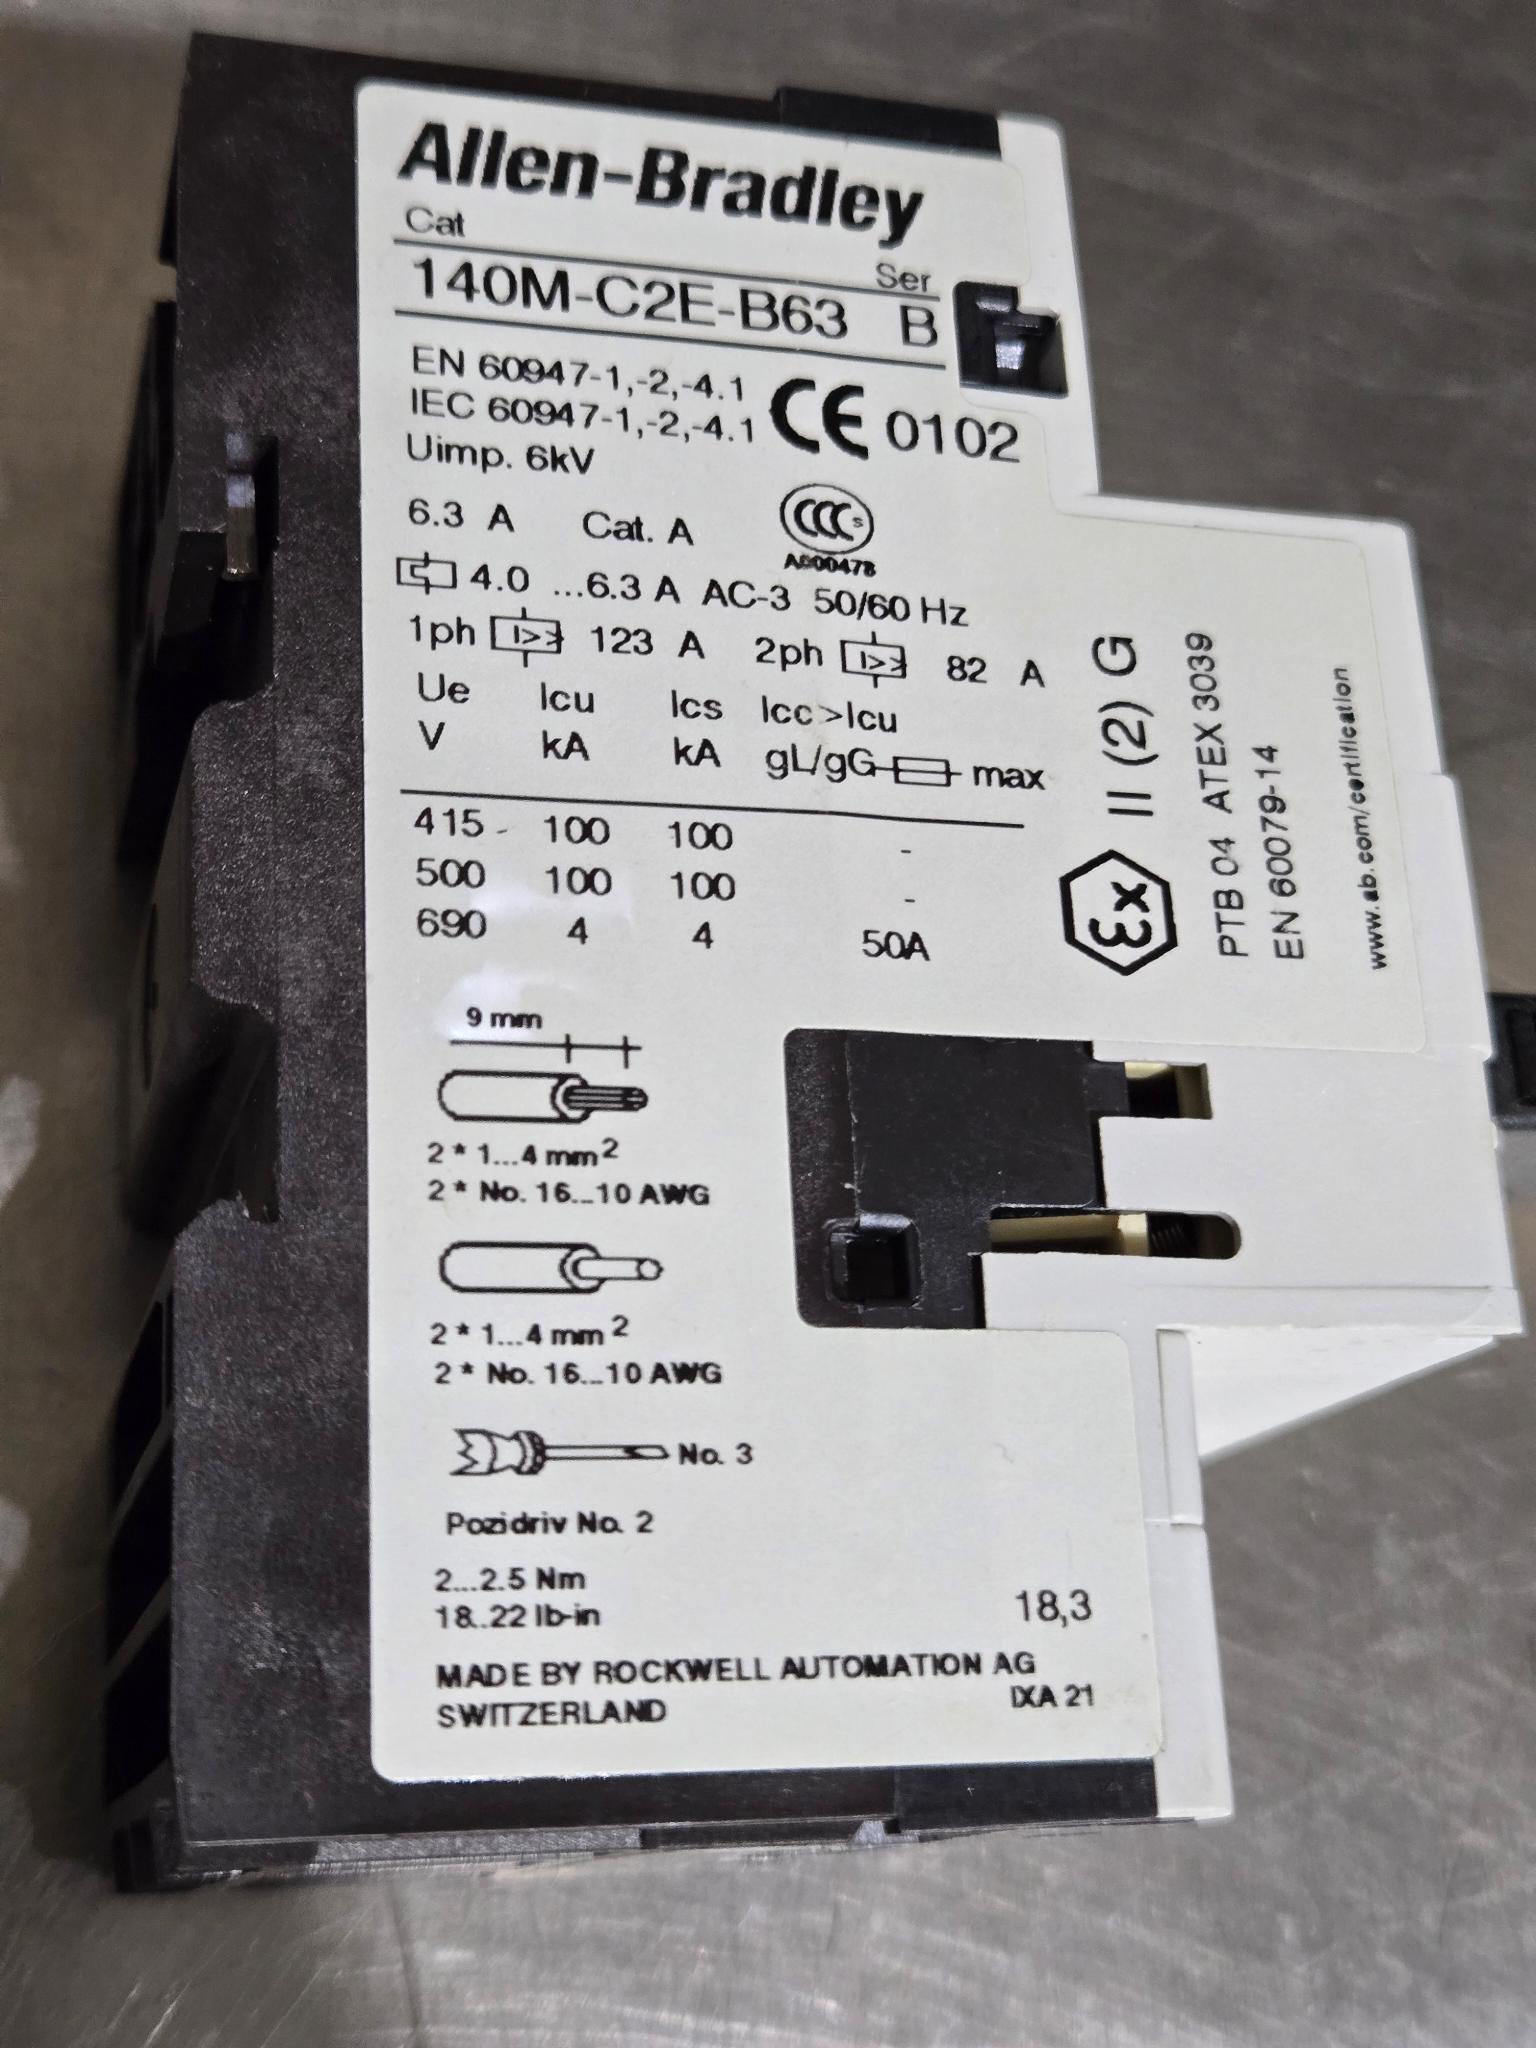 Allen-Bradley
Cat Ser
140M-C2E-B63 B
EN 60947-1,-2,-4.1
IEC 60947-1,-2,-4.1
CE 0102
Uimp. 6kV
6.3 A Cat. A
CCC s
A000478
4.0 ...6.3 A AC-3 50/60 Hz
1ph I>> 123 A 2ph I>> 82 A
Ue Icu Ics Icc>Icu
V kA kA gL/gG max
415 100 100 -
500 100 100 -
690 4 4 50A
Ex II (2) G
PTB 04 ATEX 3039
EN 60079-14
www.ab.com/certification
9 mm
2 * 1...4 mm²
2 * No. 16...10 AWG
2 * 1...4 mm²
2 * No. 16...10 AWG
No. 3
Pozidriv No. 2
2...2.5 Nm
18..22 lb-in
18,3
MADE BY ROCKWELL AUTOMATION AG
SWITZERLAND IXA 21